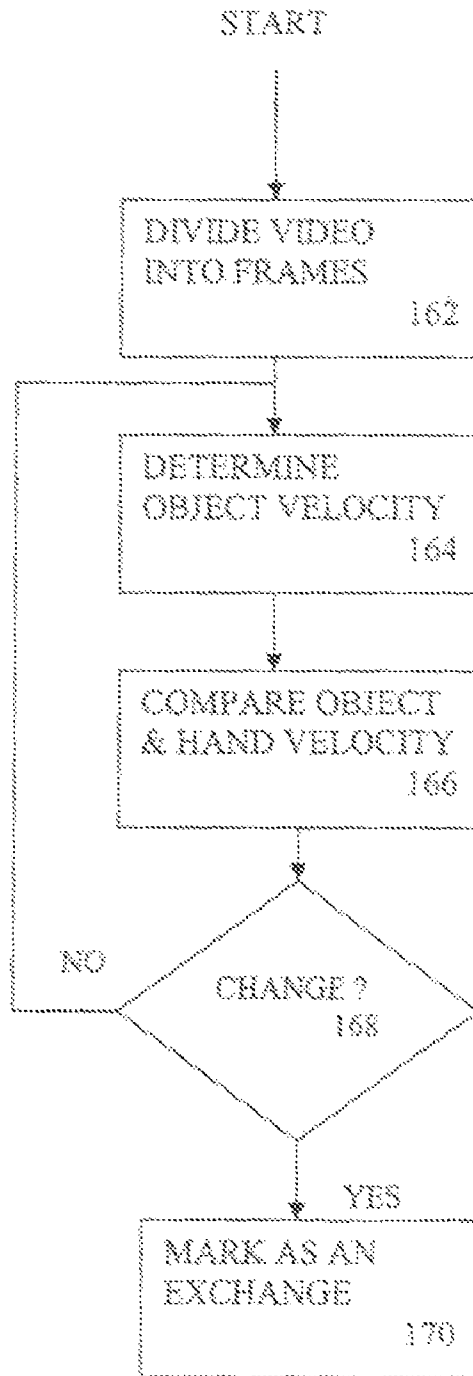 START
DIVIDE VIDEO
INTO FRAMES
162
DETERMINE
OBJECT VELOCITY
164
COMPARE OBJECT
& HAND VELOCITY
166
NO
CHANGE ?
168
YES
MARK AS AN
EXCHANGE
170